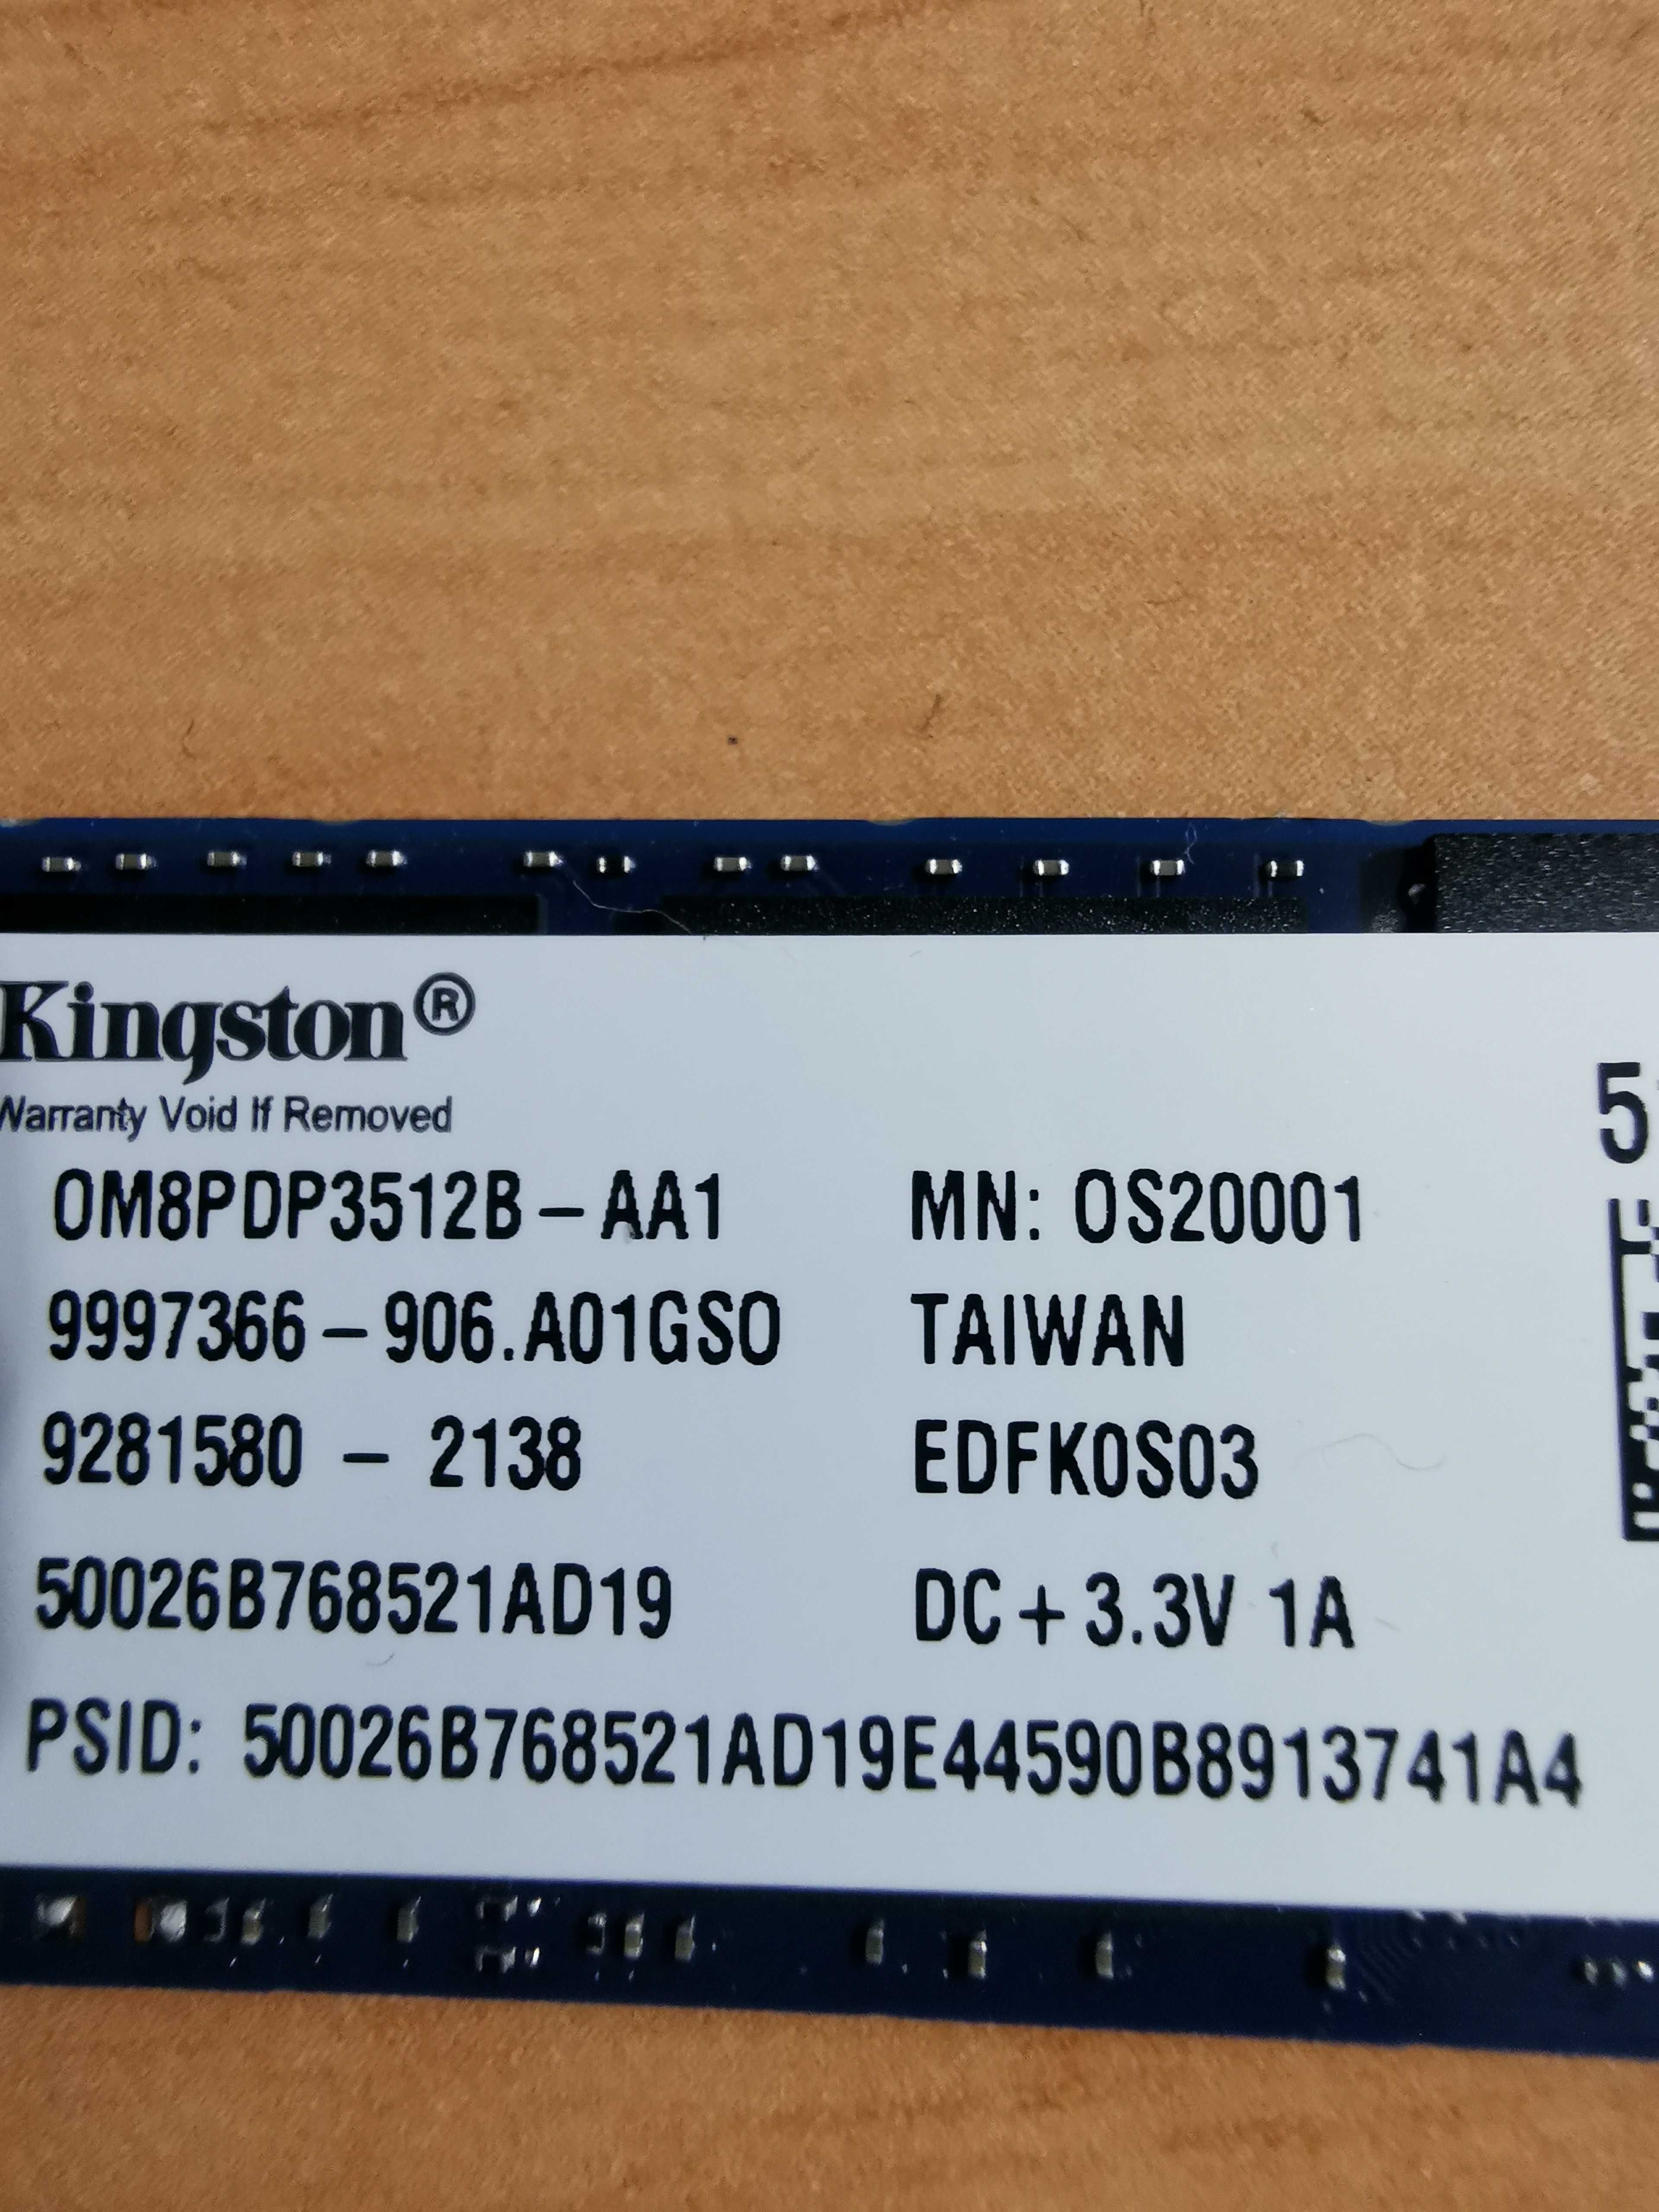 Kingston®
Warranty Void If Removed
OM8PDP3512B-AA1
MN: OS20001
9997366-906.A01GS0
TAIWAN
9281580 - 2138
EDFK0S03
50026B768521AD19
DC+3.3V 1A
PSID: 50026B768521AD19E44590B8913741A4